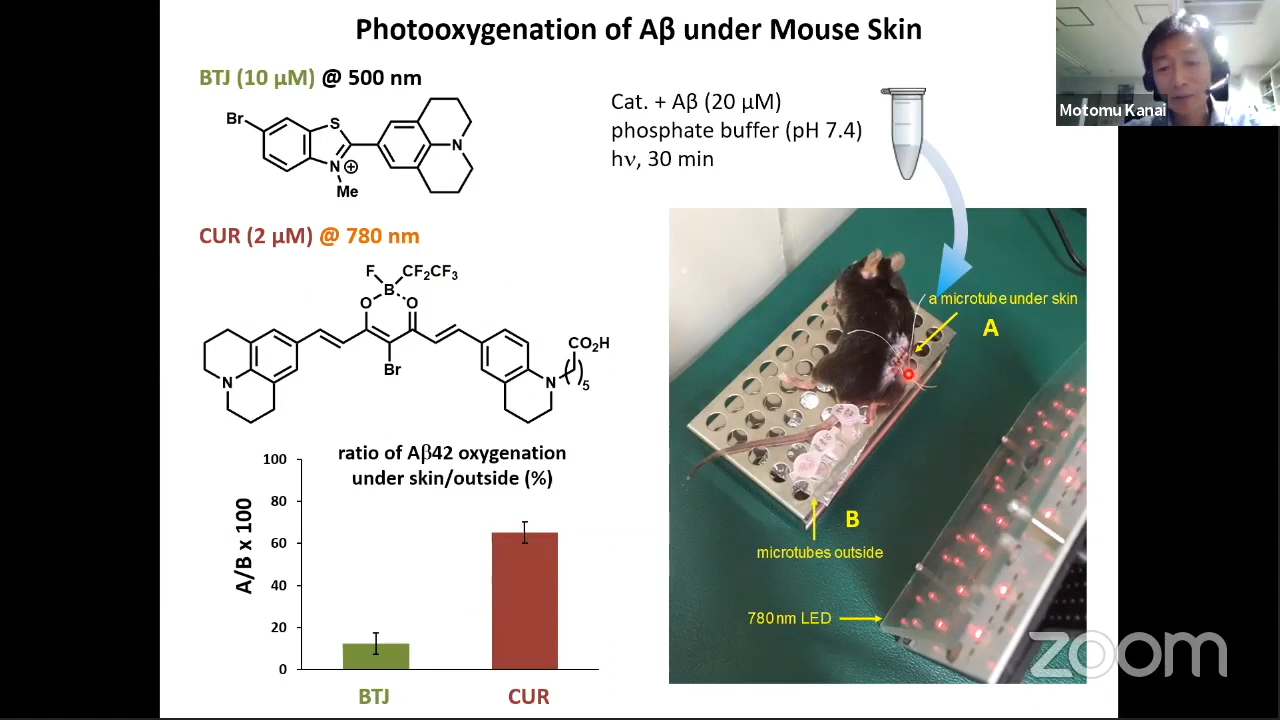 Photooxygenation of Aβ under Mouse Skin
Motomu Kanai
BTJ (10 μM) @ 500 nm
Br
S
N
⊕
N
Me
Cat. + Aβ (20 μM)
phosphate buffer (pH 7.4)
hν, 30 min
CUR (2 μM) @ 780 nm
F
CF2CF3
B
O
O
Br
N
N
CO2H
5
a microtube under skin
A
B
microtubes outside
780 nm LED
ratio of Aβ42 oxygenation
under skin/outside (%)
A/B x 100
100
80
60
40
20
0
BTJ
CUR
zoom